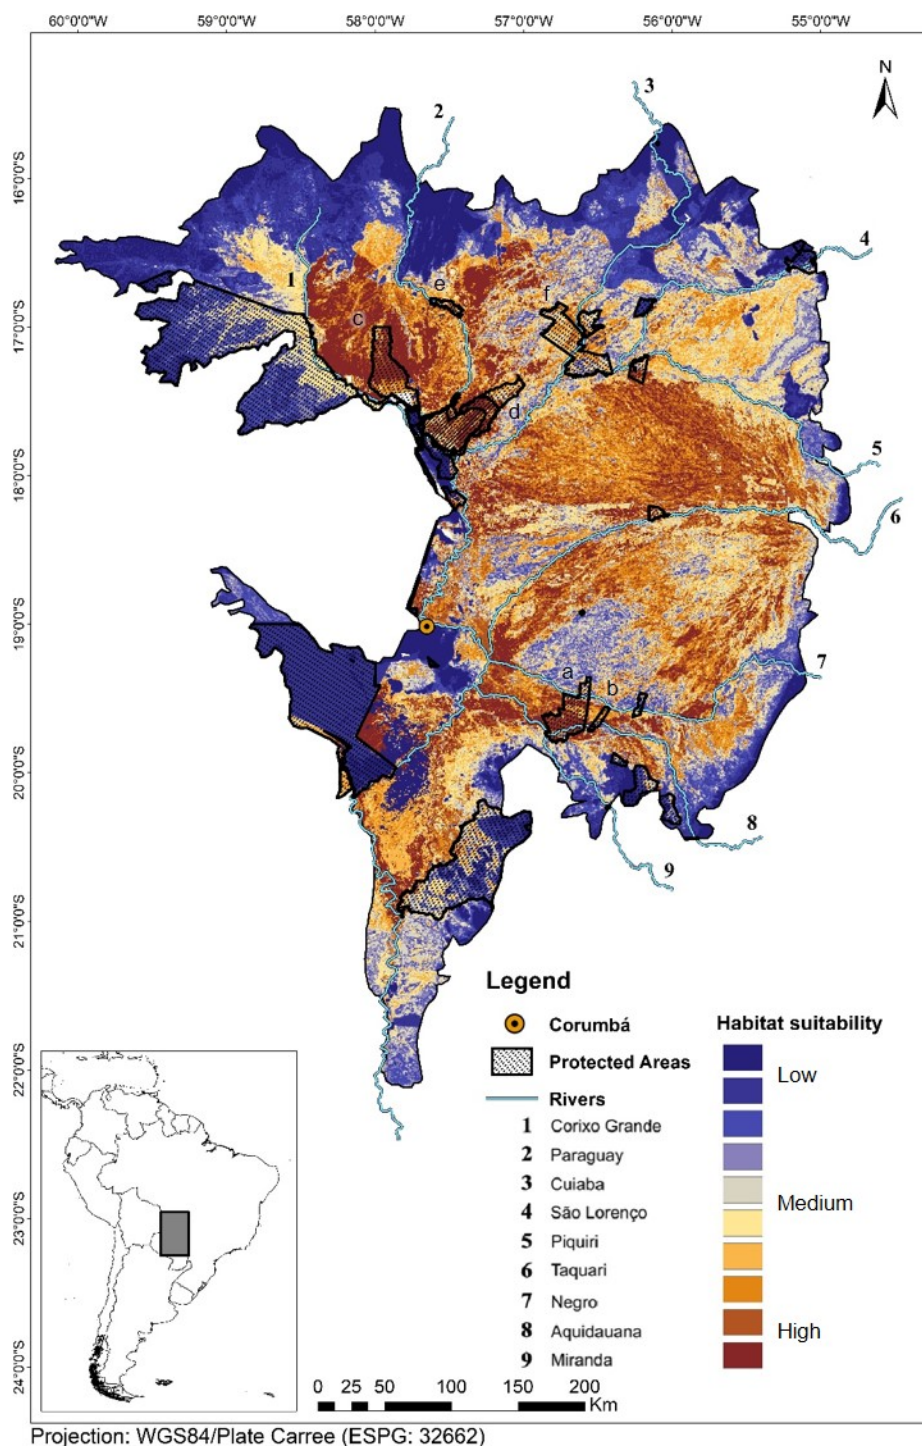 60°0'0"W 59°0'0"W 58°0'0"W 57°0'0"W 56°0'0"W 55°0'0"W
N
3
2
16°0'0"S
4
1
e
f
c
17°0'0"S
d
5
18°0'0"S
6
19°0'0"S
7
a
b
20°0'0"S
8
9
21°0'0"S
Legend
Corumbá
Habitat suitability
Protected Areas
Low
Rivers
1 Corixo Grande
2 Paraguay
3 Cuiaba
Medium
4 São Lorenço
5 Piquiri
6 Taquari
7 Negro
8 Aquidauana
High
9 Miranda
22°0'0"S
23°0'0"S
24°0'0"S
0 25 50 100 150 200
Km
Projection: WGS84/Plate Carree (ESPG: 32662)